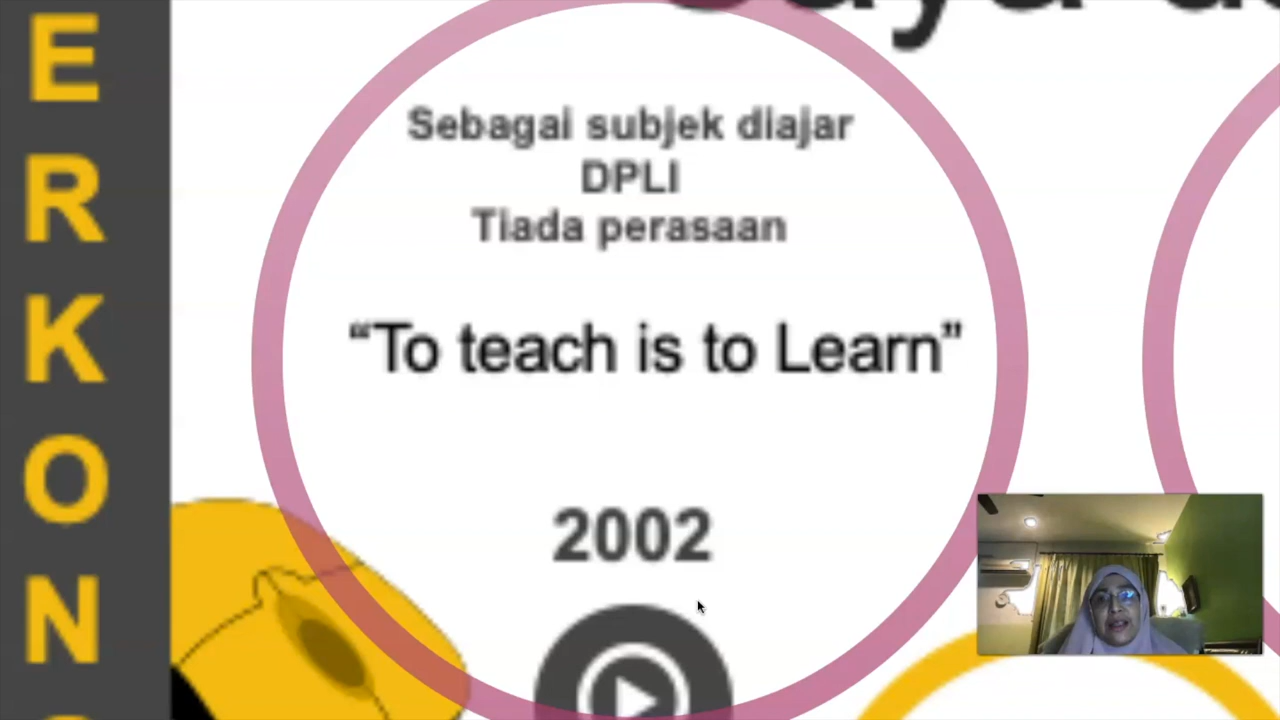 E
R
K
O
N
Sebagai subjek diajar
DPLI
Tiada perasaan
“To teach is to Learn”
2002